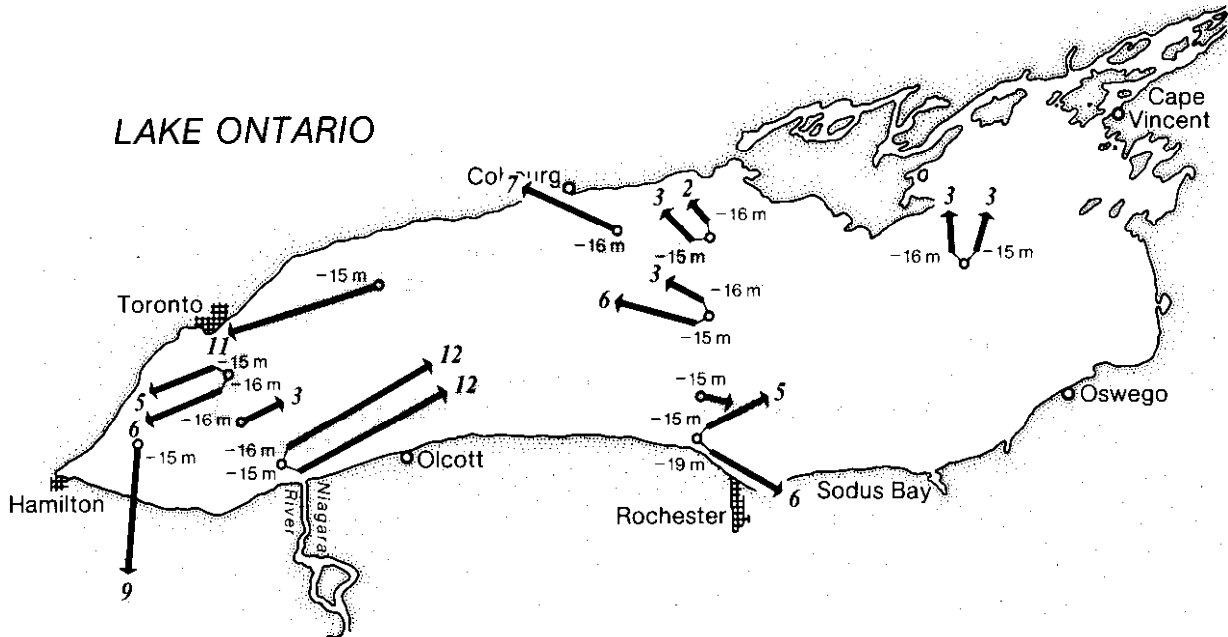 Cape
Vincent
LAKE ONTARIO
Cobourg
7
3
2
-16 m
3
3
-16 m
-15 m
-16 m
-15 m
-15 m
3
-16 m
6
Toronto
-15 m
11
-15 m
12
-16 m
12
-15 m
5
5
3
-16 m
-15 m
Oswego
6
-16 m
-15 m
-15 m
Olcott
-19 m
Hamilton
6
Sodus Bay
Rochester
Niagara
River
9